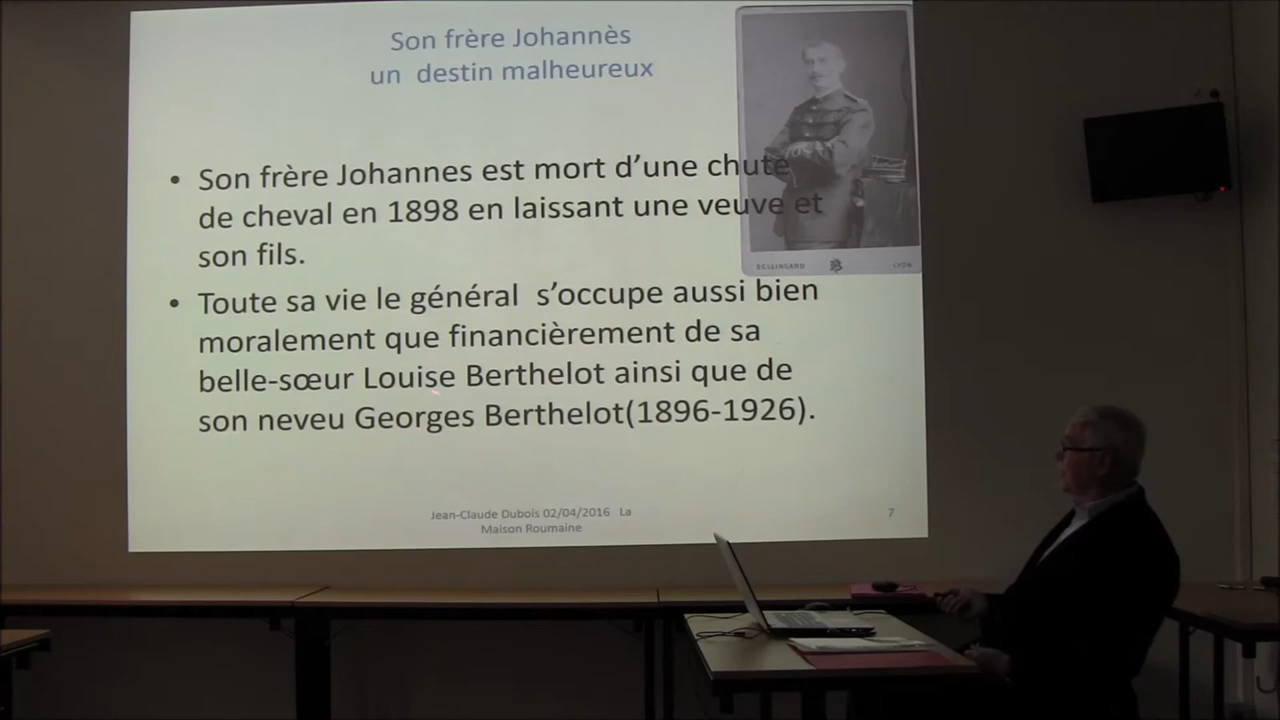 Son frère Johannès
un destin malheureux
• Son frère Johannes est mort d’une chute
de cheval en 1898 en laissant une veuve et
son fils.
• Toute sa vie le général s’occupe aussi bien
moralement que financièrement de sa
belle-sœur Louise Berthelot ainsi que de
son neveu Georges Berthelot(1896-1926).
BELLINGARD LYON
Jean-Claude Dubois 02/04/2016 La
Maison Roumaine
7